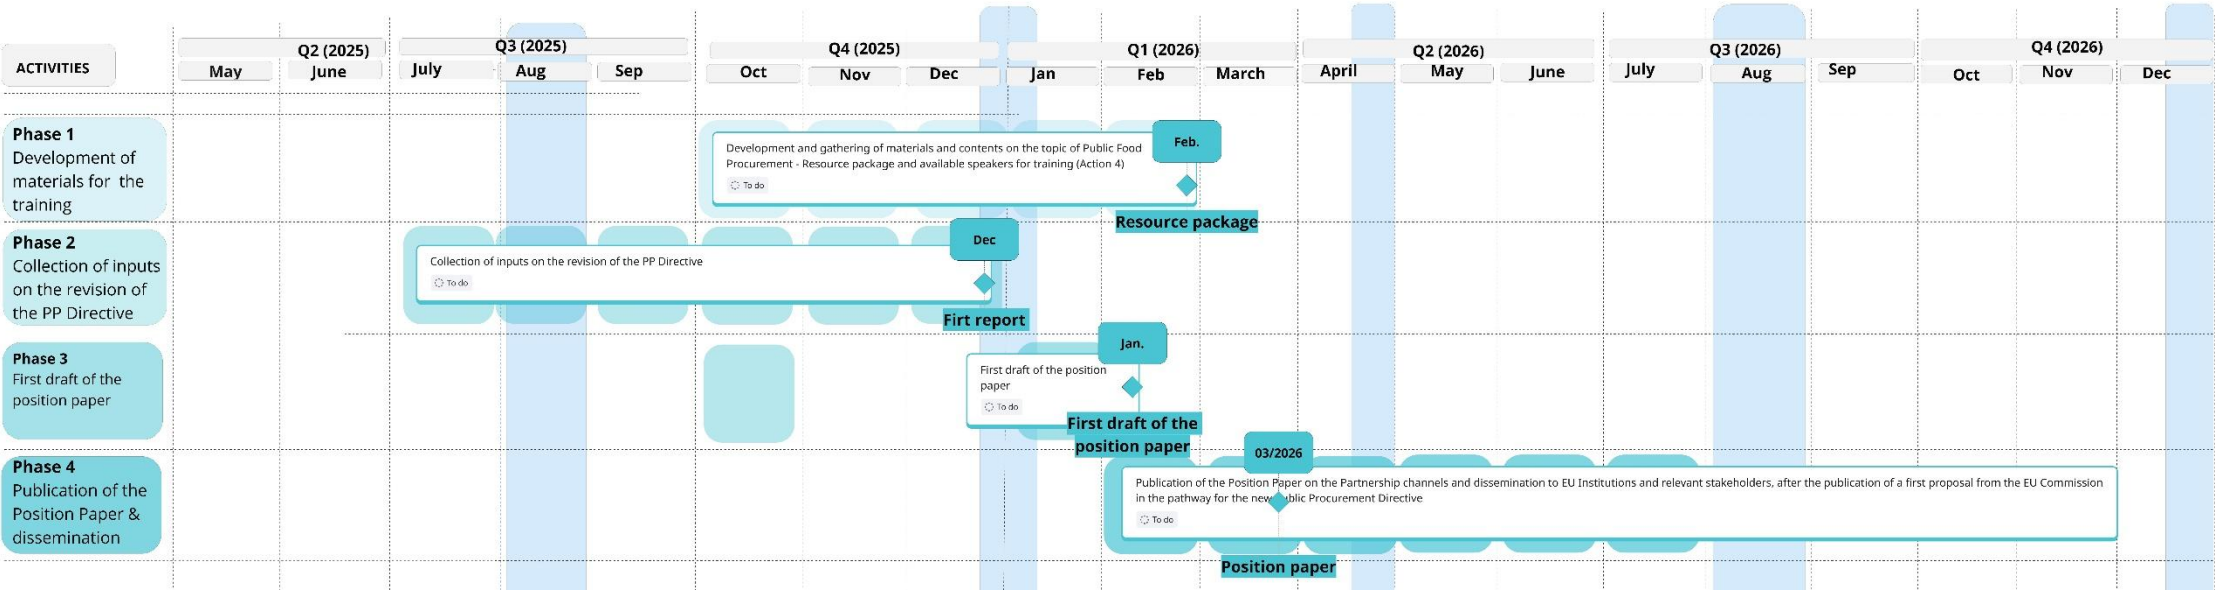 ACTIVITIES
Q2 (2025)
Q3 (2025)
Q4 (2025)
Q1 (2026)
Q2 (2026)
Q3 (2026)
Q4 (2026)
May
June
July
Aug
Sep
Oct
Nov
Dec
Jan
Feb
March
April
May
June
July
Aug
Sep
Oct
Nov
Dec
Phase 1
Development of
materials for the
training
Development and gathering of materials and contents on the topic of Public Food
Procurement - Resource package and available speakers for training (Action 4)
To do
Feb.
Resource package
Phase 2
Collection of inputs
on the revision of
the PP Directive
Collection of inputs on the revision of the PP Directive
To do
Dec
Firt report
Phase 3
First draft of the
position paper
First draft of the position
paper
To do
Jan.
First draft of the
position paper
Phase 4
Publication of the
Position Paper &
dissemination
03/2026
Publication of the Position Paper on the Partnership channels and dissemination to EU Institutions and relevant stakeholders, after the publication of a first proposal from the EU Commission
in the pathway for the new Public Procurement Directive
To do
Position paper